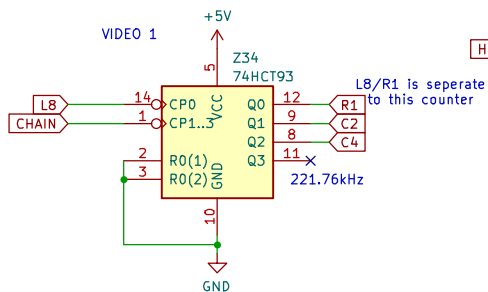 +5V
VIDEO 1
H
5
Z34
74HCT93
L8/R1 is seperate
to this counter
L8
14
CP0
VCC
Q0
12
R1
CHAIN
1
CP1..3
Q1
9
C2
Q2
8
C4
2
R0(1)
Q3
11
3
R0(2)
GND
221.76kHz
10
GND